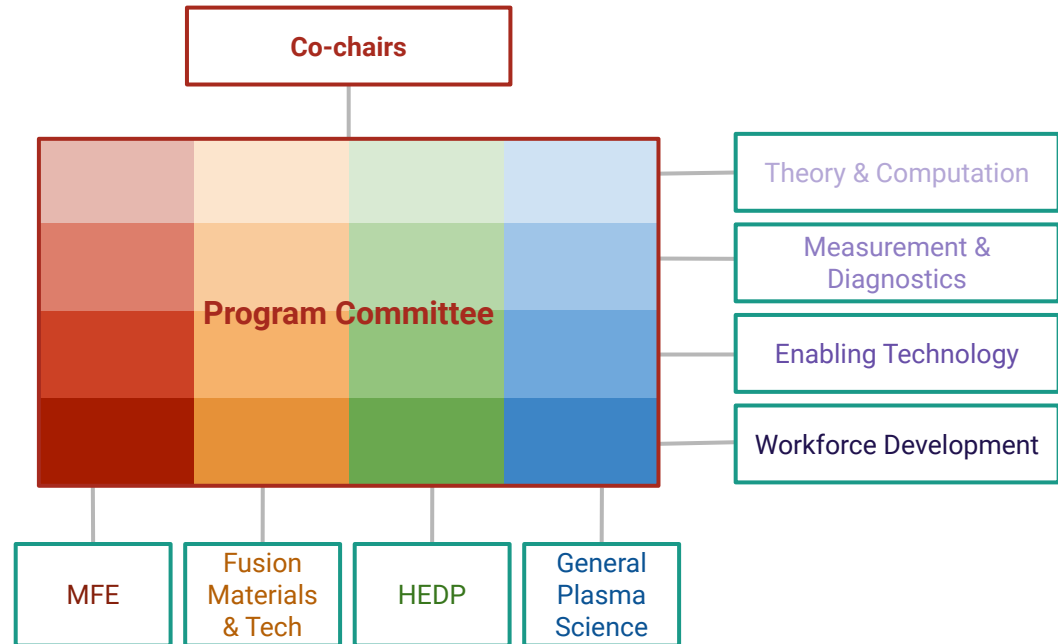 Co-chairs
Theory & Computation
Measurement &
Diagnostics
Program Committee
Enabling Technology
Workforce Development
MFE
Fusion
Materials
& Tech
HEDP
General
Plasma
Science